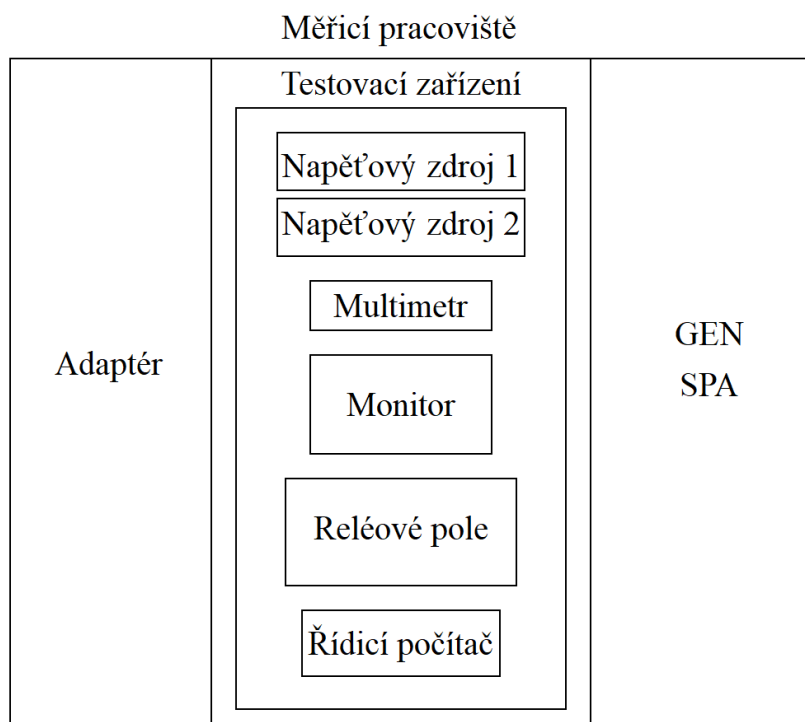 Měřicí pracoviště
Testovací zařízení
Napěťový zdroj 1
Napěťový zdroj 2
Multimetr
Monitor
Reléové pole
Řídicí počítač
Adaptér
GEN
SPA